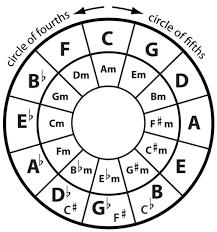 circle of fourths
circle of fifths
C
G
D
A
E
B
C♭
G♭
F♯
D♭
C♯
A♭
E♭
B♭
F
Am
Em
Bm
F♯m
C♯m
G♯m
E♭m
B♭m
Fm
Cm
Gm
Dm